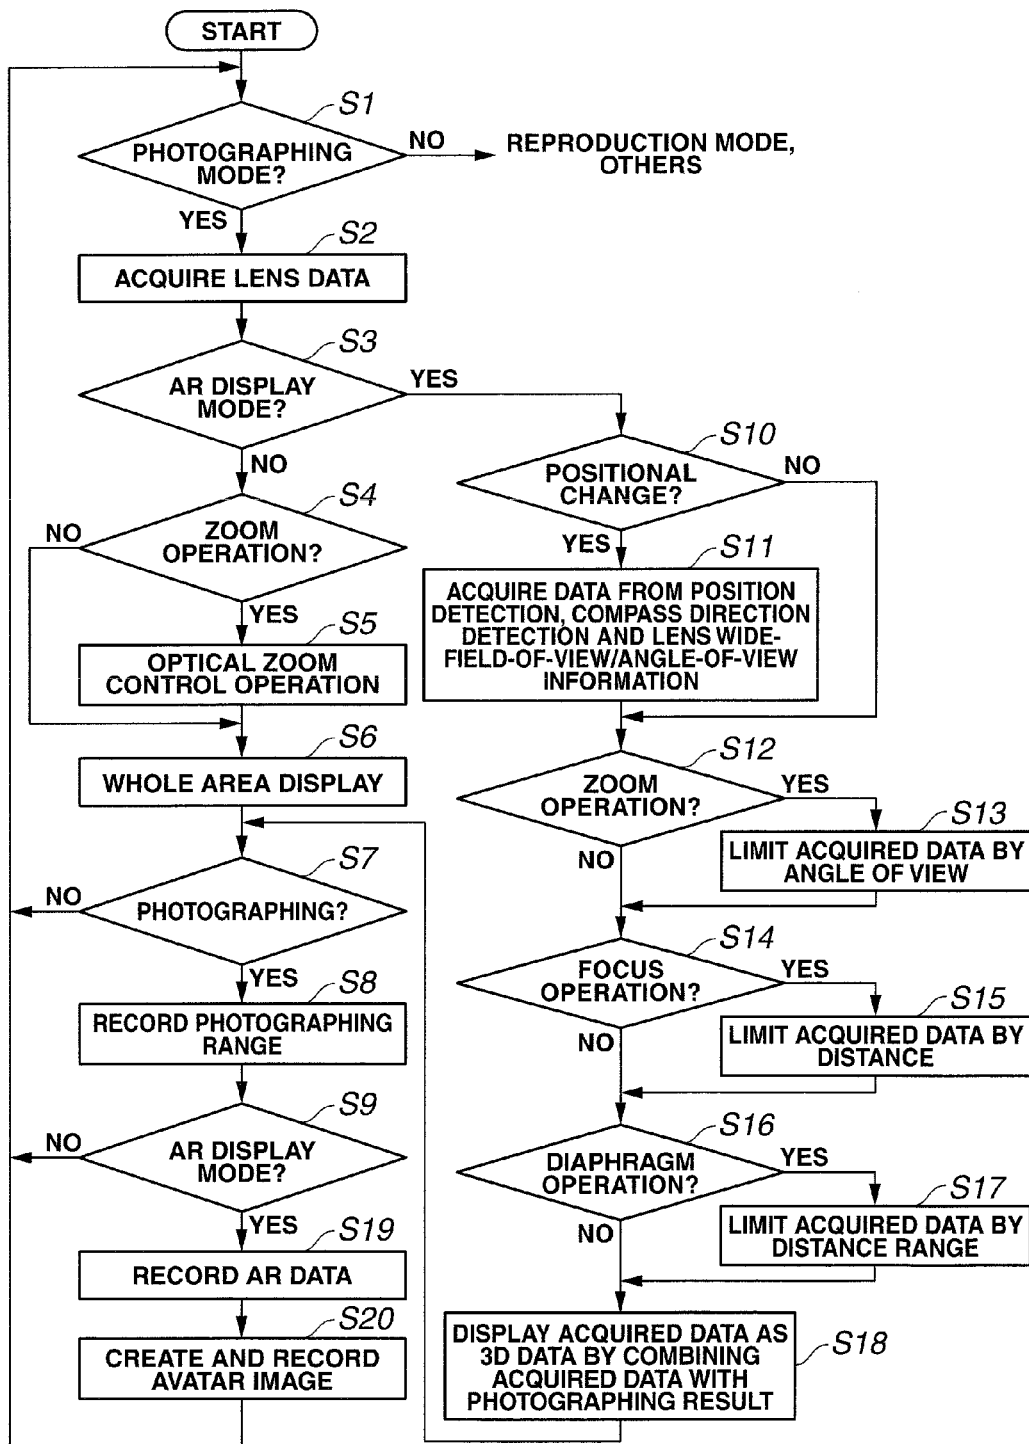 START
S1
PHOTOGRAPHING
MODE?
NO
REPRODUCTION MODE,
OTHERS
YES
S2
ACQUIRE LENS DATA
S3
AR DISPLAY
MODE?
YES
NO
S4
NO
ZOOM
OPERATION?
YES
S5
OPTICAL ZOOM
CONTROL OPERATION
S6
WHOLE AREA DISPLAY
S7
NO
PHOTOGRAPHING?
YES
S8
RECORD PHOTOGRAPHING
RANGE
S9
NO
AR DISPLAY
MODE?
YES
S19
RECORD AR DATA
S20
CREATE AND RECORD
AVATAR IMAGE
S10
POSITIONAL
CHANGE?
NO
YES
S11
ACQUIRE DATA FROM POSITION
DETECTION, COMPASS DIRECTION
DETECTION AND LENS WIDE-
FIELD-OF-VIEW/ANGLE-OF-VIEW
INFORMATION
S12
ZOOM
OPERATION?
YES
NO
S13
LIMIT ACQUIRED DATA BY
ANGLE OF VIEW
S14
FOCUS
OPERATION?
YES
NO
S15
LIMIT ACQUIRED DATA BY
DISTANCE
S16
DIAPHRAGM
OPERATION?
YES
NO
S17
LIMIT ACQUIRED DATA BY
DISTANCE RANGE
DISPLAY ACQUIRED DATA AS
3D DATA BY COMBINING
ACQUIRED DATA WITH
PHOTOGRAPHING RESULT
S18